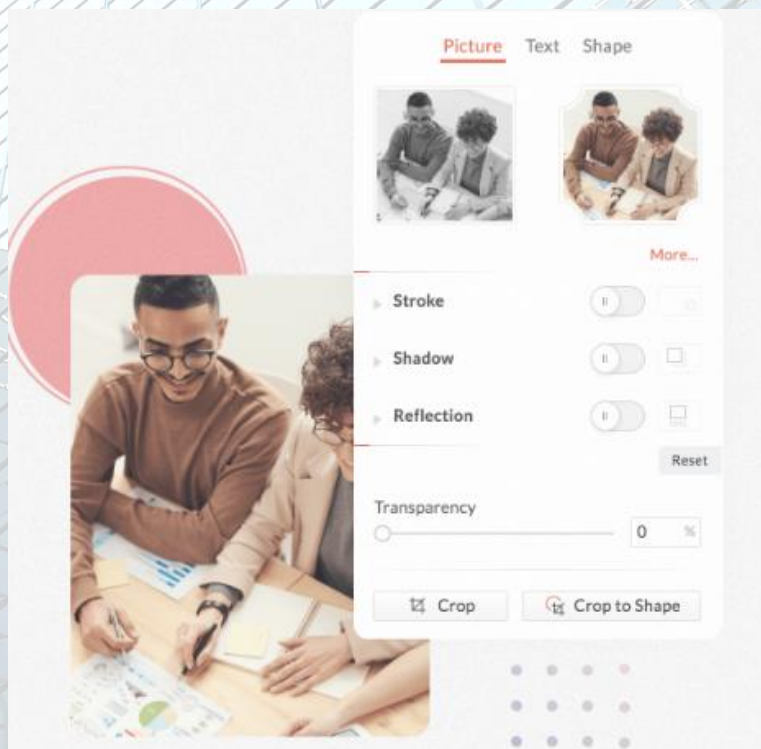 Picture Text Shape
More...
Stroke
Shadow
Reflection
Reset
Transparency
0 %
Crop Crop to Shape